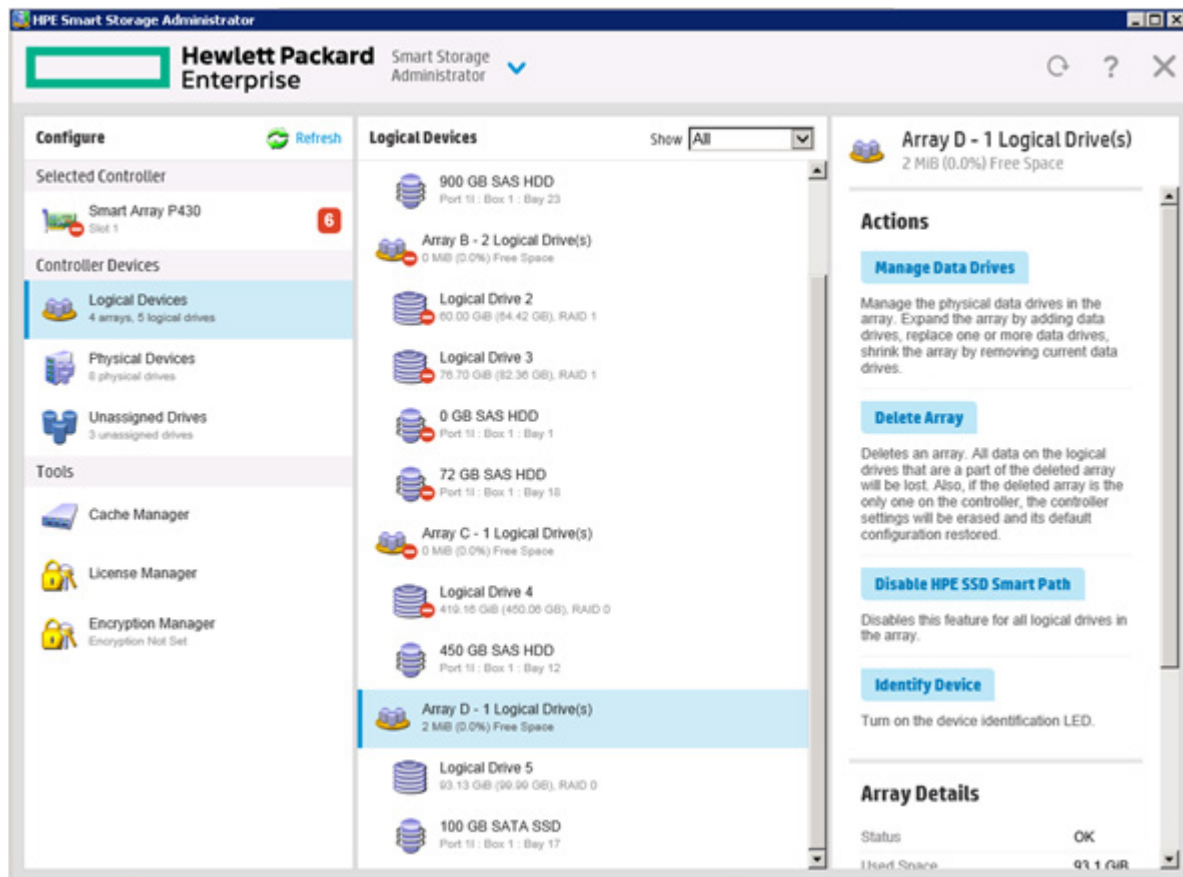 HPE Smart Storage Administrator
Hewlett Packard
Enterprise
Smart Storage
Administrator
?
Configure
Refresh
Selected Controller
Smart Array P430
Slot 1
6
Controller Devices
Logical Devices
4 arrays, 5 logical drives
Physical Devices
8 physical drives
Unassigned Drives
3 unassigned drives
Tools
Cache Manager
License Manager
Encryption Manager
Encryption Not Set
Logical Devices
Show All
900 GB SAS HDD
Port 1I : Box 1 : Bay 23
Array B - 2 Logical Drive(s)
0 MiB (0.0%) Free Space
Logical Drive 2
60.00 GiB (64.42 GB), RAID 1
Logical Drive 3
76.70 GiB (82.36 GB), RAID 1
0 GB SAS HDD
Port 1I : Box 1 : Bay 1
72 GB SAS HDD
Port 1I : Box 1 : Bay 18
Array C - 1 Logical Drive(s)
0 MiB (0.0%) Free Space
Logical Drive 4
419.16 GiB (450.06 GB), RAID 0
450 GB SAS HDD
Port 1I : Box 1 : Bay 12
Array D - 1 Logical Drive(s)
2 MiB (0.0%) Free Space
Logical Drive 5
93.13 GiB (99.99 GB), RAID 0
100 GB SATA SSD
Port 1I : Box 1 : Bay 17
Array D - 1 Logical Drive(s)
2 MiB (0.0%) Free Space
Actions
Manage Data Drives
Manage the physical data drives in the
array. Expand the array by adding data
drives, replace one or more data drives,
shrink the array by removing current data
drives.
Delete Array
Deletes an array. All data on the logical
drives that are a part of the deleted array
will be lost. Also, if the deleted array is the
only one on the controller, the controller
settings will be erased and its default
configuration restored.
Disable HPE SSD Smart Path
Disables this feature for all logical drives in
the array.
Identify Device
Turn on the device identification LED.
Array Details
Status OK
Used Space 93.1 GiB